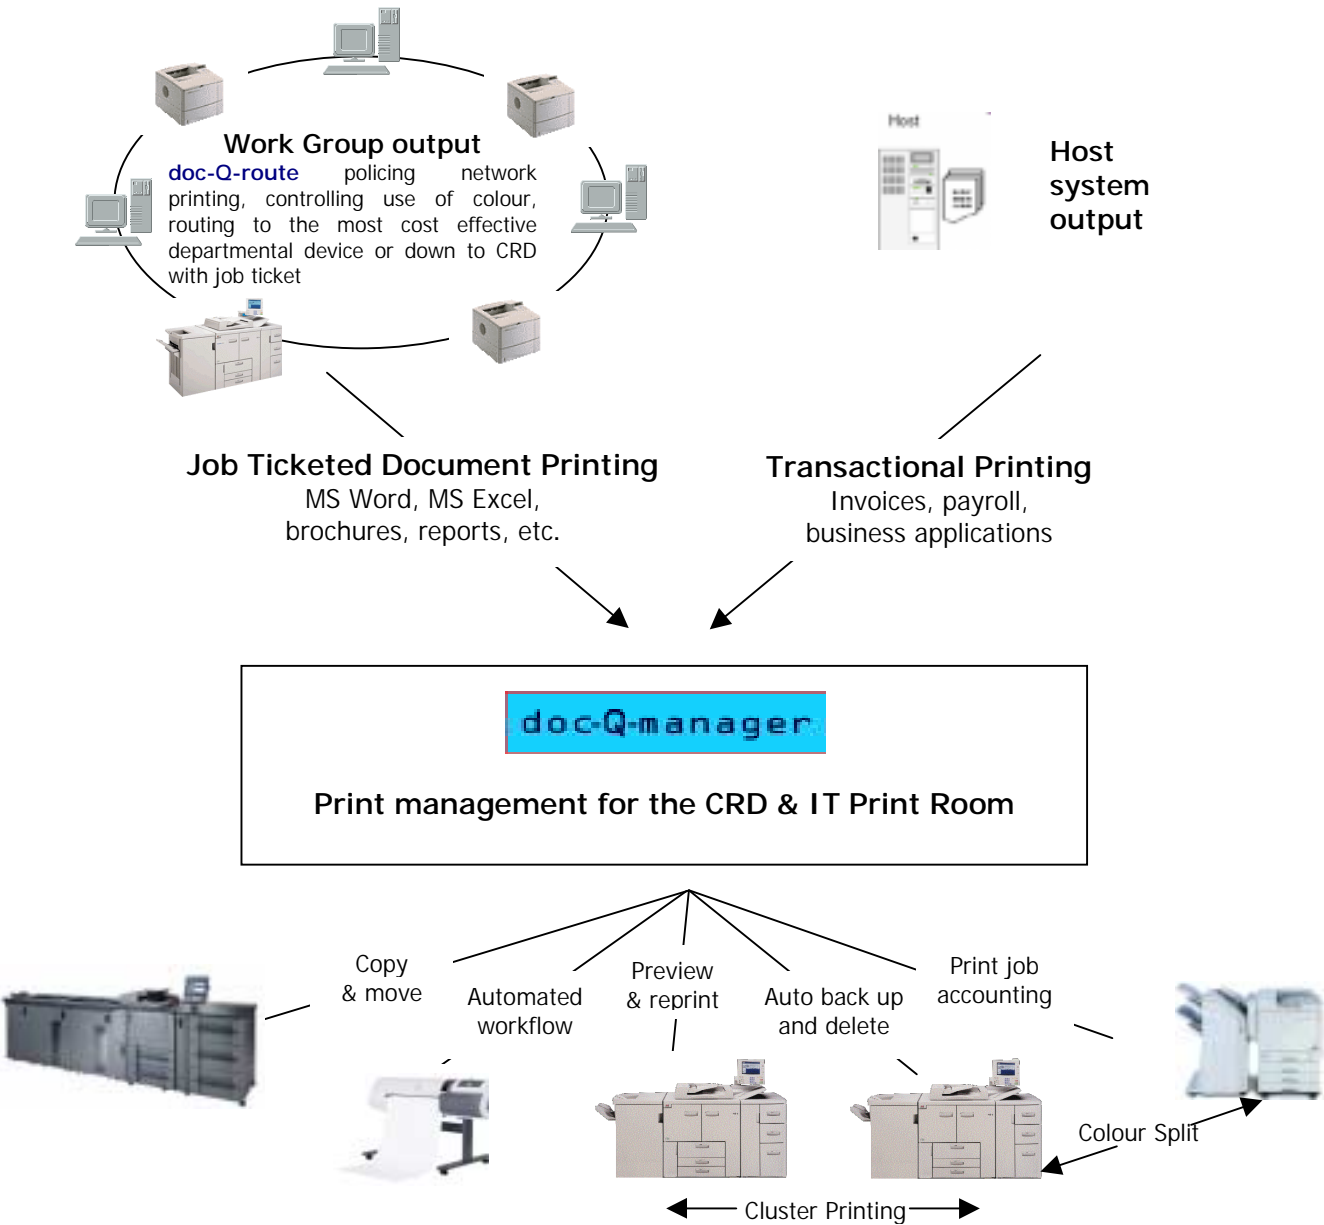 Work Group output
doc-Q-route policing network
printing, controlling use of colour,
routing to the most cost effective
departmental device or down to CRD
with job ticket
Host
Host
system
output
Job Ticketed Document Printing
MS Word, MS Excel,
brochures, reports, etc.
Transactional Printing
Invoices, payroll,
business applications
doc-Q-manager
Print management for the CRD & IT Print Room
Copy
& move
Automated
workflow
Preview
& reprint
Auto back up
and delete
Print job
accounting
Colour Split
Cluster Printing